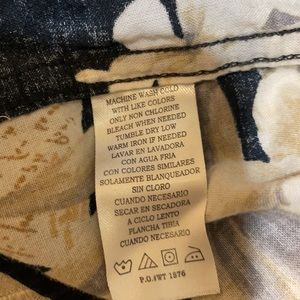 MACHINE WASH COLD
WITH LIKE COLORS
ONLY NON CHLORINE
BLEACH WHEN NEEDED
TUMBLE DRY LOW
WARM IRON IF NEEDED
LAVAR EN LAVADORA
CON AGUA FRIA
CON COLORES SIMILARES
SOLAMENTE BLANQUEADOR
SIN CLORO
CUANDO NECESARIO
SECAR EN SECADORA
A CICLO LENTO
PLANCHA TIBIA
CUANDO NECESARIO
P.O.#WT 1876